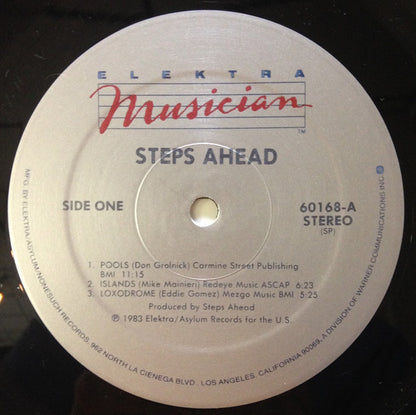 ELEKTRA
Musician
TM
STEPS AHEAD
SIDE ONE
60168-A
STEREO
(SP)
1. POOLS (Don Grolnick) Carmine Street Publishing
BMI 11:15
2. ISLANDS (Mike Mainieri) Redeye Music ASCAP 6:23
3. LOXODROME (Eddie Gomez) Mezgo Music BMI 5:25
Produced by Steps Ahead
℗ 1983 Elektra/Asylum Records for the U.S.
MFG. BY ELEKTRA/ASYLUM/NONESUCH RECORDS, 962 NORTH LA CIENEGA BLVD., LOS ANGELES, CALIFORNIA 90069, A DIVISION OF WARNER COMMUNICATIONS INC.